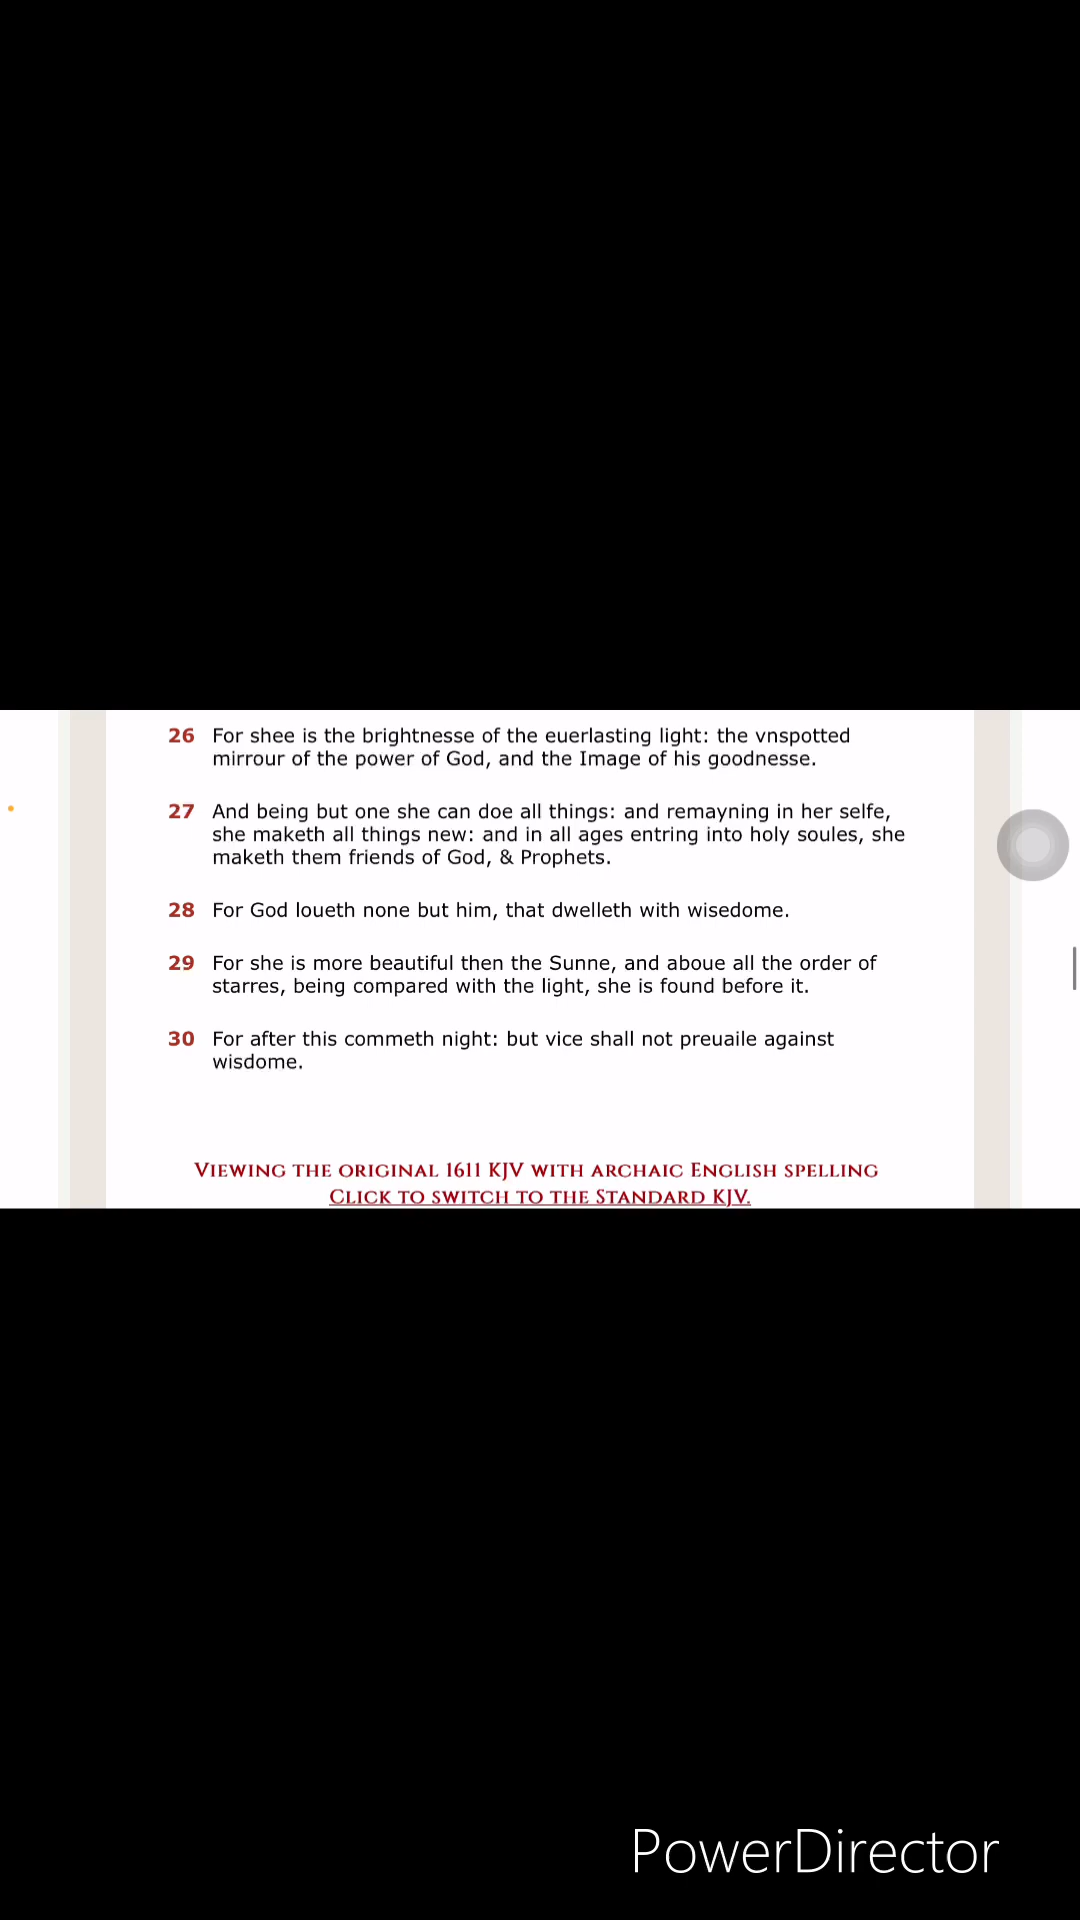 26 For shee is the brightnesse of the euerlasting light: the vnspotted
mirrour of the power of God, and the Image of his goodnesse.
27 And being but one she can doe all things: and remayning in her selfe,
she maketh all things new: and in all ages entring into holy soules, she
maketh them friends of God, & Prophets.
28 For God loueth none but him, that dwelleth with wisedome.
29 For she is more beautiful then the Sunne, and aboue all the order of
starres, being compared with the light, she is found before it.
30 For after this commeth night: but vice shall not preuaile against
wisdome.
Viewing the original 1611 KJV with archaic English spelling
Click to switch to the Standard KJV.
PowerDirector